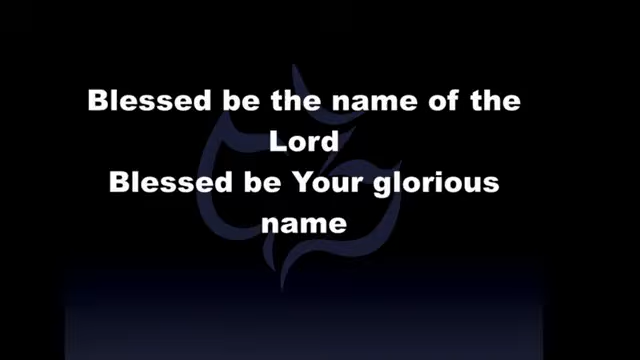 Blessed be the name of the
Lord
Blessed be Your glorious
name